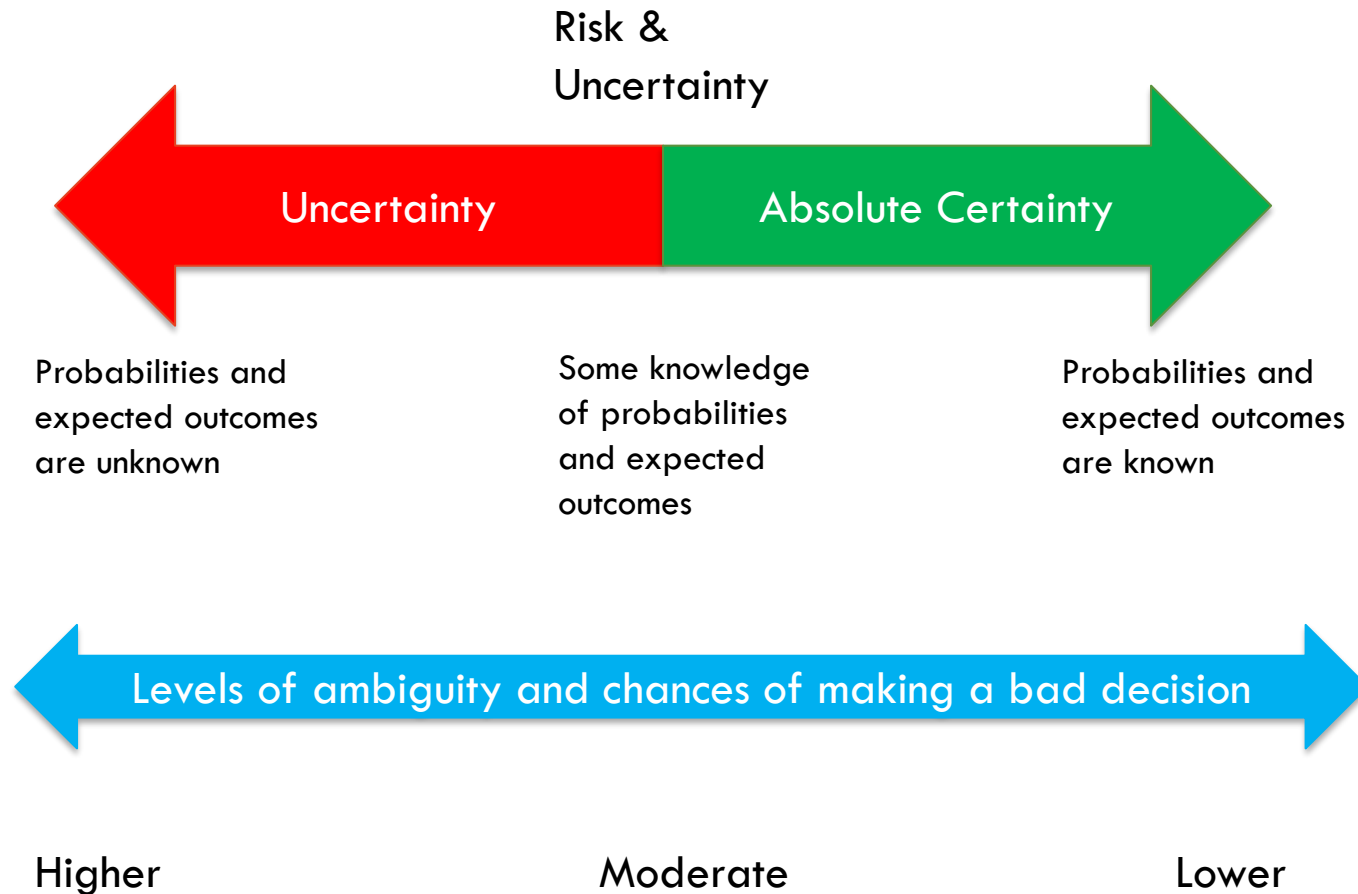 Risk &
Uncertainty
Uncertainty
Absolute Certainty
Probabilities and
expected outcomes
are unknown
Some knowledge
of probabilities
and expected
outcomes
Probabilities and
expected outcomes
are known
Levels of ambiguity and chances of making a bad decision
Higher
Moderate
Lower